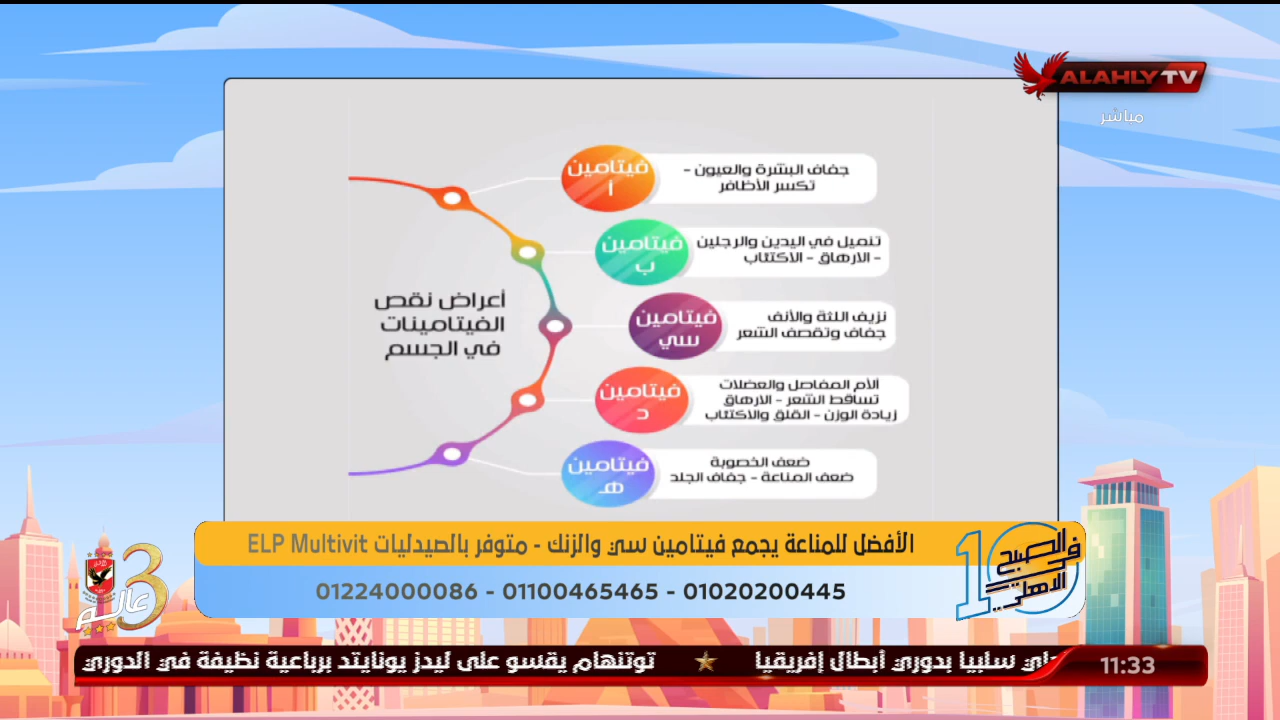 ALAHLY TV
مباشر
فيتامين
أ
جفاف البشرة والعيون -
تكسر الأظافر
فيتامين
ب
تنميل في اليدين والرجلين
- الارهاق - الاكتئاب
أعراض نقص
الفيتامينات
في الجسم
فيتامين
سي
نزيف اللثة والأنف
جفاف وتقصف الشعر
فيتامين
د
آلام المفاصل والعضلات
تساقط الشعر - الارهاق
زيادة الوزن - القلق والاكتئاب
فيتامين
هـ
ضعف الخصوبة
ضعف المناعة - جفاف الجلد
الأفضل للمناعة يجمع فيتامين سي والزنك - متوفر بالصيدليات ELP Multivit
01224000086 - 01100465465 - 01020200445
10
الصبح
في
الأهلي
3
عالم
سلبيا بدوري أبطال إفريقيا ★ توتنهام يقسو على ليدز يونايتد برباعية نظيفة في الدوري
11:33